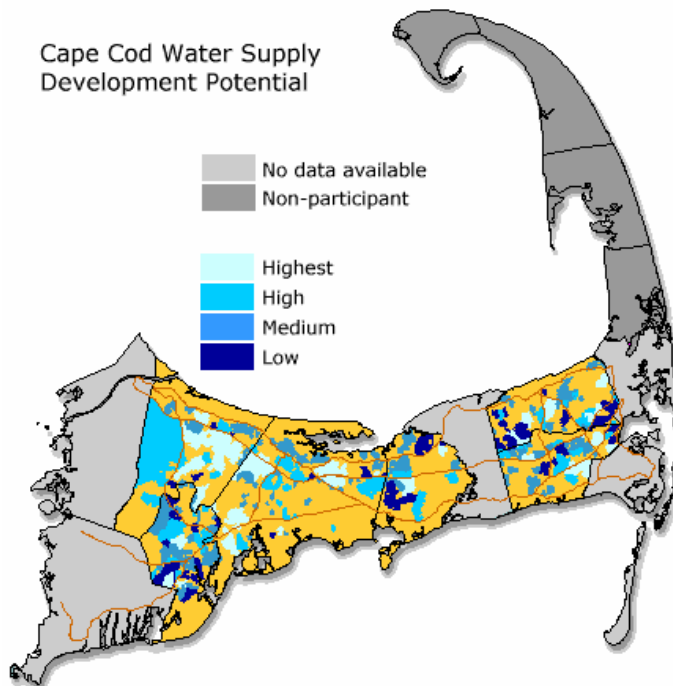 Cape Cod Water Supply
Development Potential
No data available
Non-participant
Highest
High
Medium
Low